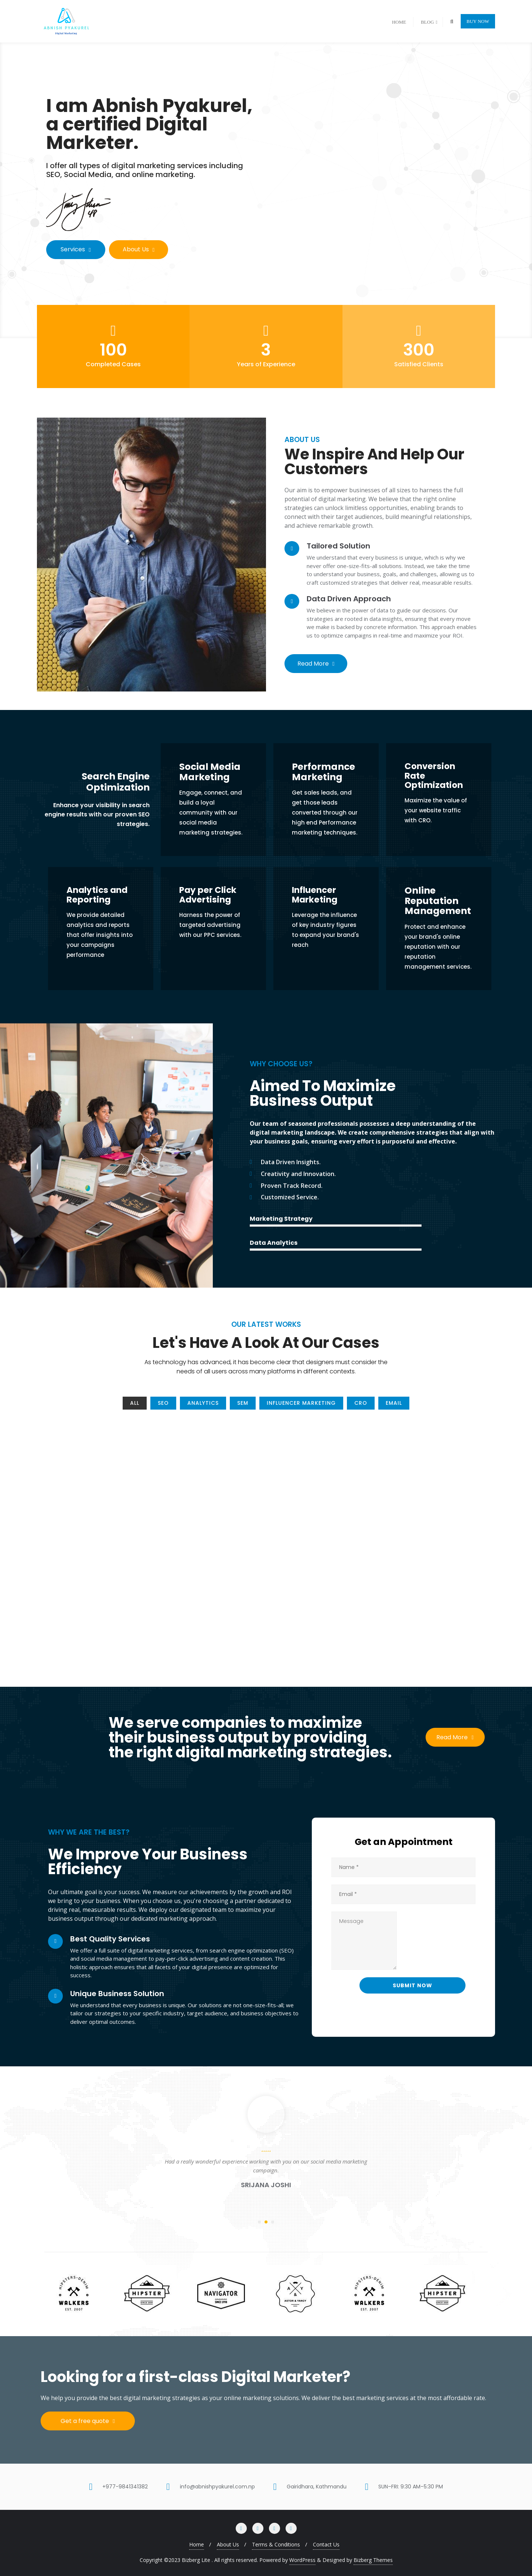 ABNISH PYAKUREL
Digital Marketing
HOME
BLOG
BUY NOW
I am Abnish Pyakurel,
a certified Digital
Marketer.
I offer all types of digital marketing services including
SEO, Social Media, and online marketing.
Services
About Us
100
Completed Cases
3
Years of Experience
300
Satisfied Clients
ABOUT US
We Inspire And Help Our
Customers
Our aim is to empower businesses of all sizes to harness the full
potential of digital marketing. We believe that the right online
strategies can unlock limitless opportunities, enabling brands to
connect with their target audiences, build meaningful relationships,
and achieve remarkable growth.
Tailored Solution
We understand that every business is unique, which is why we
never offer one-size-fits-all solutions. Instead, we take the time
to understand your business, goals, and challenges, allowing us to
craft customized strategies that deliver real, measurable results.
Data Driven Approach
We believe in the power of data to guide our decisions. Our
strategies are rooted in data insights, ensuring that every move
we make is backed by concrete information. This approach enables
us to optimize campaigns in real-time and maximize your ROI.
Read More
Search Engine
Optimization
Enhance your visibility in search
engine results with our proven SEO
strategies.
Social Media
Marketing
Engage, connect, and
build a loyal
community with our
social media
marketing strategies.
Performance
Marketing
Get sales, leads, and
get those leads
converted through our
high end Performance
marketing techniques.
Conversion
Rate
Optimization
Maximize the value of
your website traffic
with CRO.
Analytics and
Reporting
We provide detailed
analytics and reports
that offer insights into
your campaigns
performance
Pay per Click
Advertising
Harness the power of
targeted advertising
with our PPC services.
Influencer
Marketing
Leverage the influence
of key industry figures
to expand your brand's
reach
Online
Reputation
Management
Protect and enhance
your brand's online
reputation with our
reputation
management services.
WHY CHOOSE US?
Aimed To Maximize
Business Output
Our team of seasoned professionals possesses a deep understanding of the
digital marketing landscape. We create comprehensive strategies that align with
your business goals, ensuring every effort is purposeful and effective.
Data Driven Insights.
Creativity and Innovation.
Proven Track Record.
Customized Service.
Marketing Strategy
Data Analytics
OUR LATEST WORKS
Let's Have A Look At Our Cases
As technology has advanced, it has become clear that designers must consider the
needs of all users across many platforms in different contexts.
ALL
SEO
ANALYTICS
SEM
INFLUENCER MARKETING
CRO
EMAIL
We serve companies to maximize
their business output by providing
the right digital marketing strategies.
Read More
WHY WE ARE THE BEST?
We Improve Your Business
Efficiency
Our ultimate goal is your success. We measure our achievements by the growth and ROI
we bring to your business. When you choose us, you're choosing a partner dedicated to
driving real, measurable results. We deploy our designated team to maximize your
business output through our dedicated marketing approach.
Best Quality Services
We offer a full suite of digital marketing services, from search engine optimization (SEO)
and social media management to pay-per-click advertising and content creation. This
holistic approach ensures that all facets of your digital presence are optimized for
success.
Unique Business Solution
We understand that every business is unique. Our solutions are not one-size-fits-all; we
tailor our strategies to your specific industry, target audience, and business objectives to
deliver optimal outcomes.
Get an Appointment
Name *
Email *
Message
SUBMIT NOW
Had a really wonderful experience working with you on our social media marketing
campaign.
SRIJANA JOSHI
HIPSTERS-DENIM
WALKERS
EST. 2037
HIPSTER
NAVIGATOR
HIPSTERS-DENIM
WALKERS
EST. 2037
HIPSTER
Looking for a first-class Digital Marketer?
We help you provide the best digital marketing strategies as your online marketing solutions. We deliver the best marketing services at the most affordable rate.
Get a free quote
+977-9841341382
info@abnishpyakurel.com.np
Gairidhara, Kathmandu
SUN-FRI: 9:30 AM-5:30 PM
Home / About Us / Terms & Conditions / Contact Us
Copyright ©2023 Bizberg Lite . All rights reserved. Powered by WordPress & Designed by Bizberg Themes